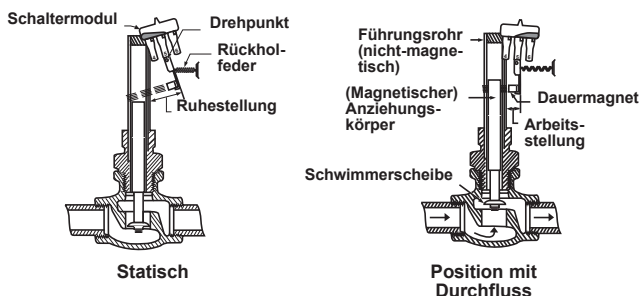 Schaltermodul
Drehpunkt
Rückhol-
feder
Ruhestellung
Statisch
Führungsrohr
(nicht-magne-
tisch)
(Magnetischer)
Anziehungs-
körper
Dauermagnet
Arbeits-
stellung
Schwimmerscheibe
Position mit
Durchfluss